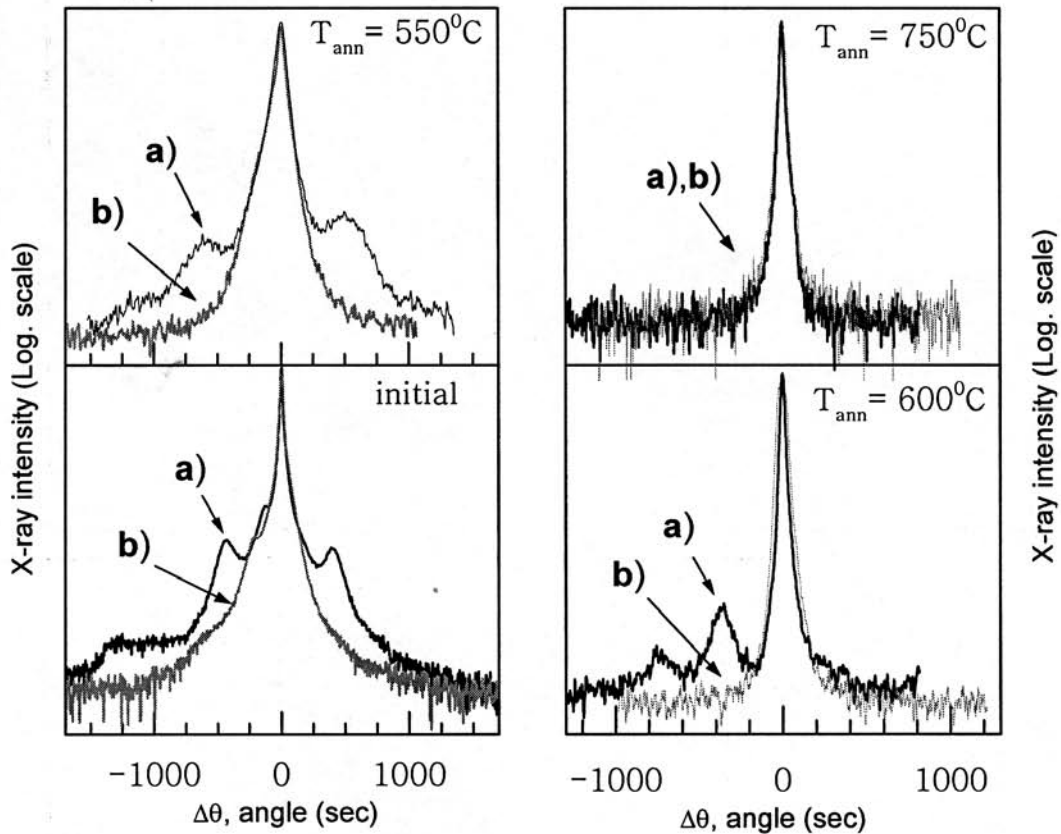 T_ann = 550⁰C
a)
b)
initial
a)
b)
−1000 0 1000
Δθ, angle (sec)
X-ray intensity (Log. scale)
T_ann = 750⁰C
a),b)
T_ann = 600⁰C
a)
b)
−1000 0 1000
Δθ, angle (sec)
X-ray intensity (Log. scale)